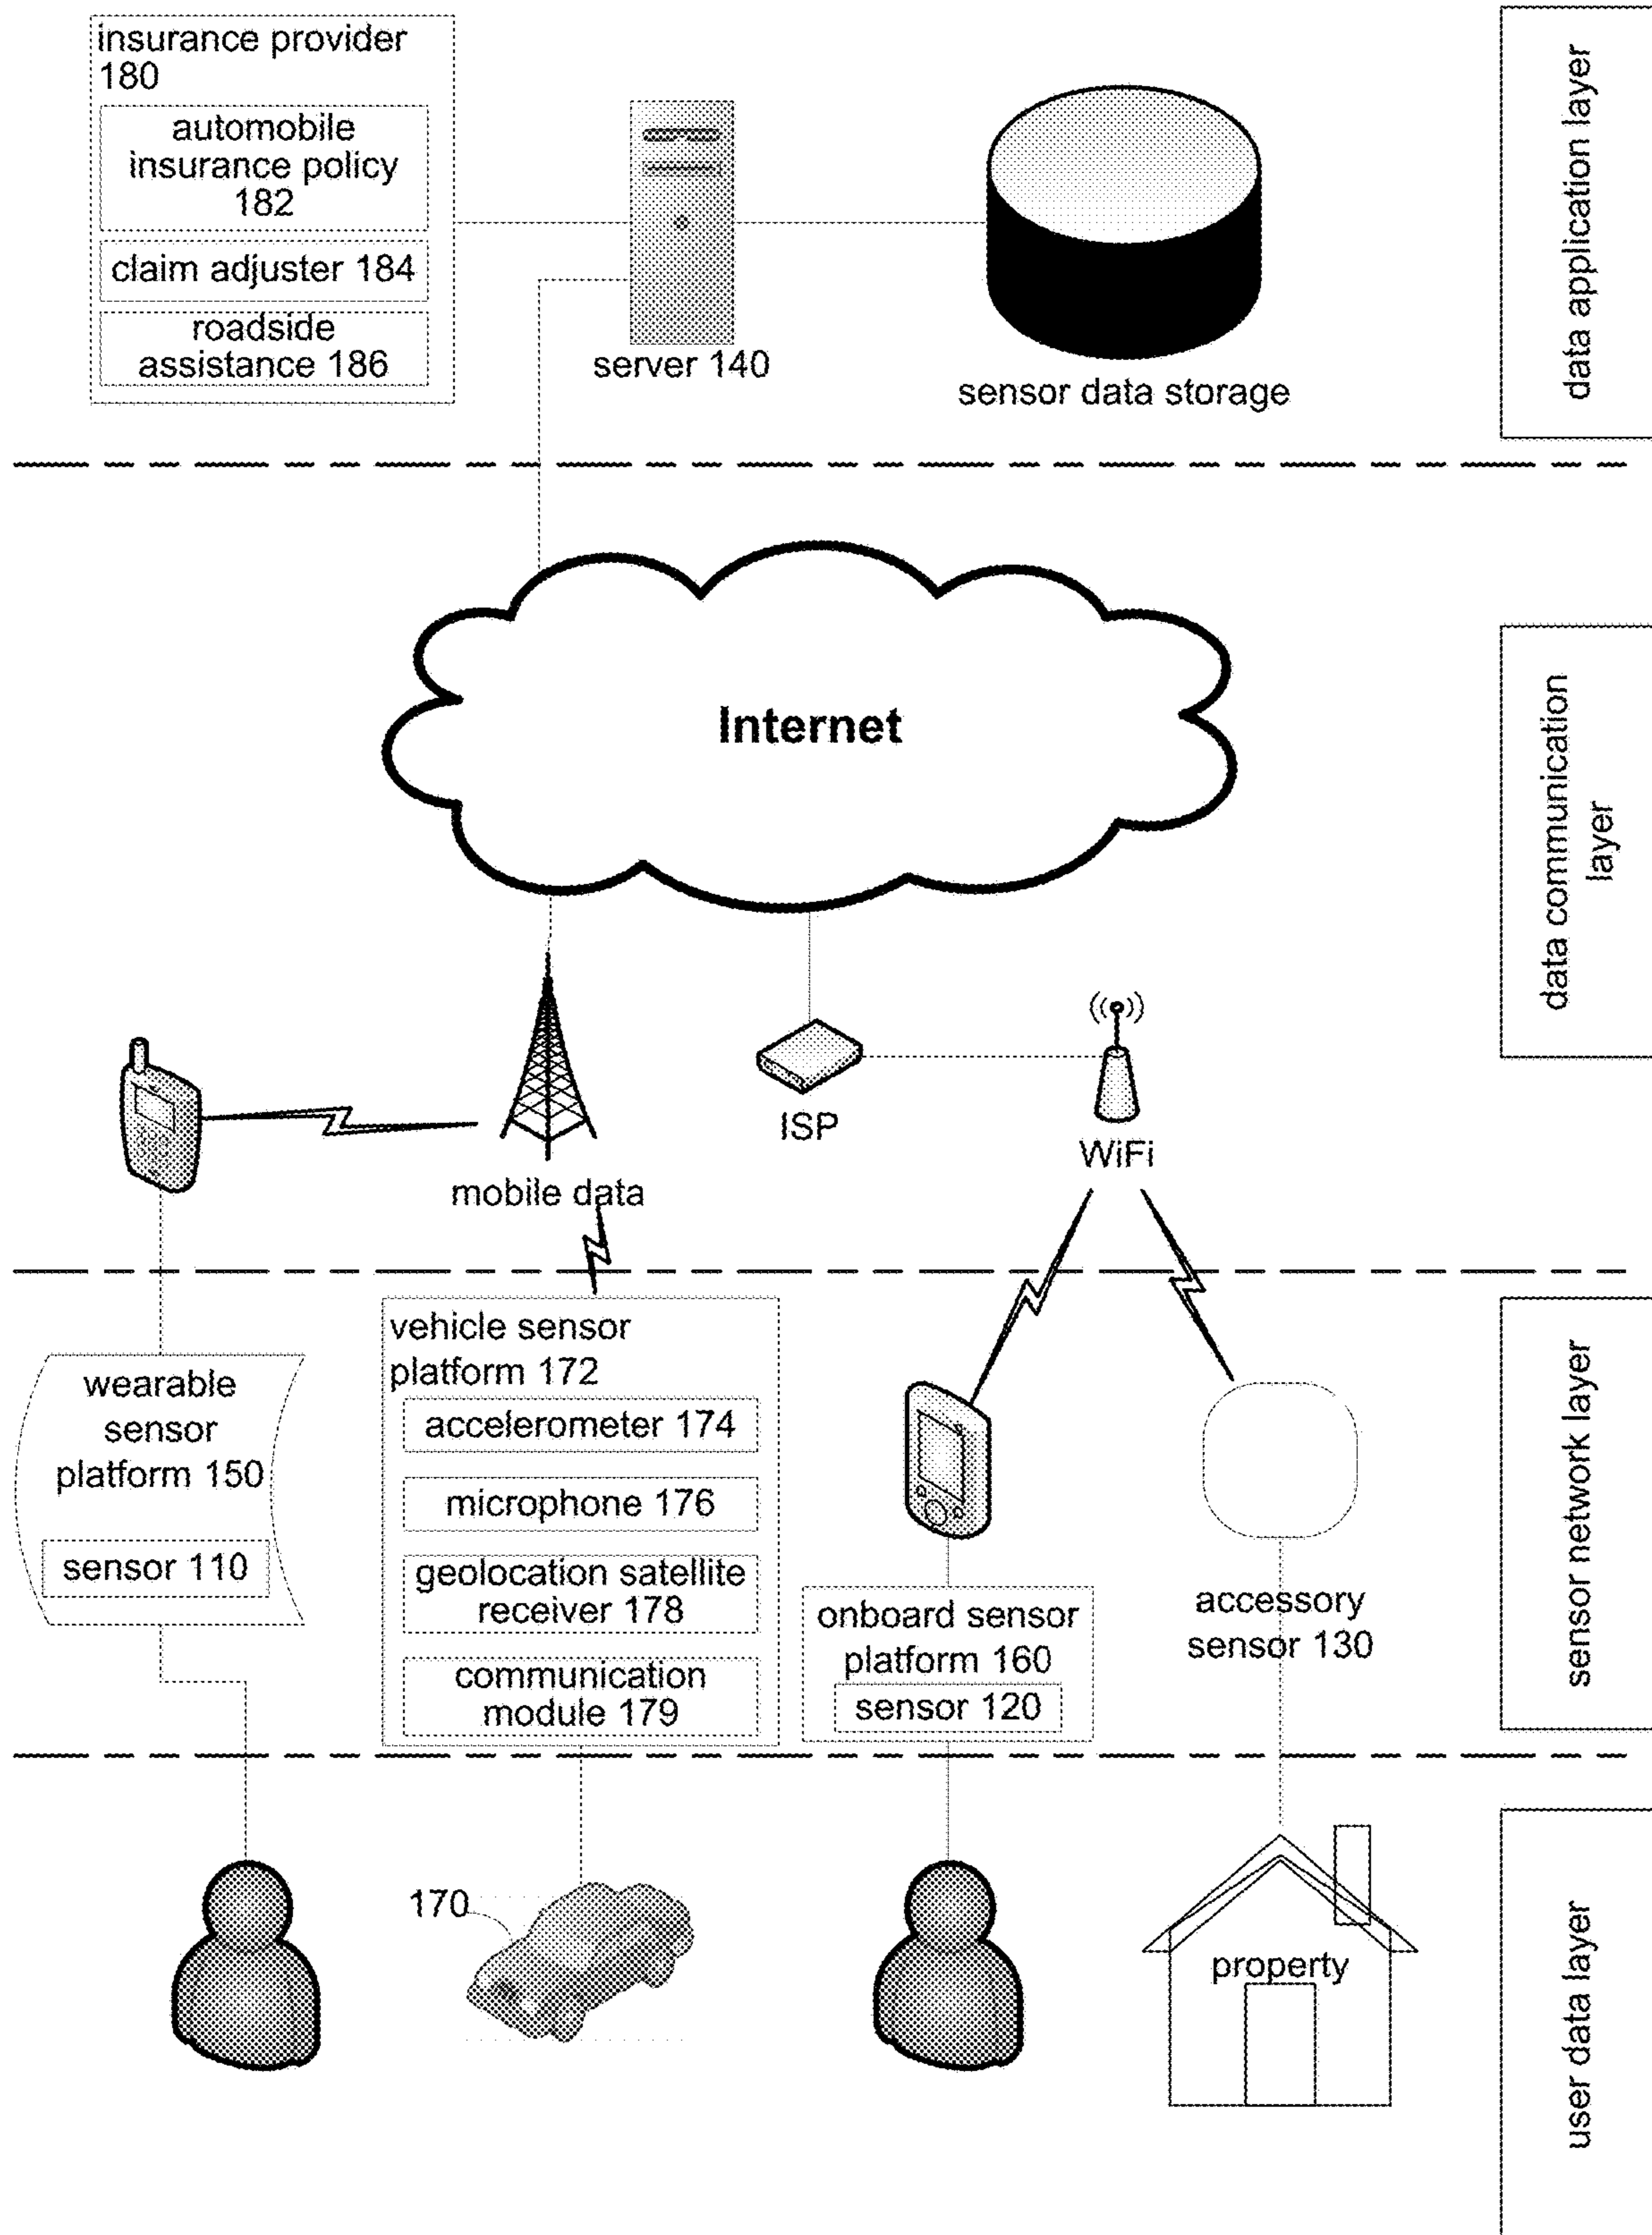 insurance provider
180
automobile
insurance policy
182
claim adjuster 184
roadside
assistance 186
server 140
sensor data storage
data application layer
Internet
data communication
layer
ISP
WiFi
mobile data
wearable
sensor
platform 150
sensor 110
vehicle sensor
platform 172
accelerometer 174
microphone 176
geolocation satellite
receiver 178
communication
module 179
onboard sensor
platform 160
sensor 120
accessory
sensor 130
sensor network layer
170
property
user data layer